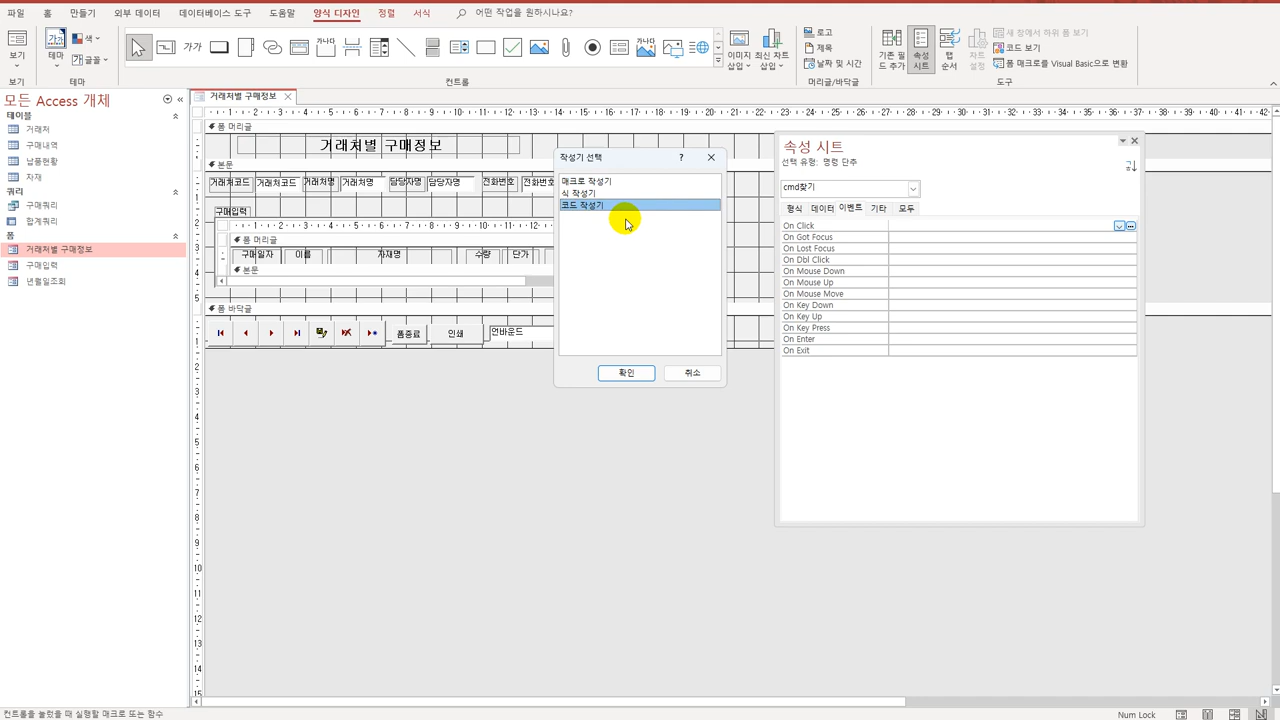 파일 홈 만들기 외부 데이터 데이터베이스 도구 도움말 양식 디자인 정렬 서식 어떤 작업을 원하시나요?
보기 테마 색 글꼴 가나다 이미지 삽입 최신 차트 삽입 로고 제목 날짜 및 시간 기존 필드 추가 속성 시트 탭 순서 차트 설정 새 창에서 하위 폼 보기 코드 보기 폼 매크로를 Visual Basic으로 변환
보기 테마 컨트롤 머리글/바닥글 도구
모든 Access 개체
테이블
거래처
구매내역
납품현황
자재
쿼리
구매쿼리
합계쿼리
폼
거래처별 구매정보
구매입력
년월일조회
거래처별 구매정보
폼 머리글
거래처별 구매정보
본문
거래처코드 거래처코드 거래처명 거래처명 담당자명 담당자명 전화번호 전화번호
구매입력
폼 머리글
구매일자 이름 자재명 수량 단가
본문
폼 바닥글
폼종료 인쇄 언바운드
작성기 선택
매크로 작성기
식 작성기
코드 작성기
확인 취소
속성 시트
선택 유형: 명령 단추
cmd찾기
형식 데이터 이벤트 기타 모두
On Click
On Got Focus
On Lost Focus
On Dbl Click
On Mouse Down
On Mouse Up
On Mouse Move
On Key Down
On Key Up
On Key Press
On Enter
On Exit
컨트롤을 눌렀을 때 실행할 매크로 또는 함수
Num Lock